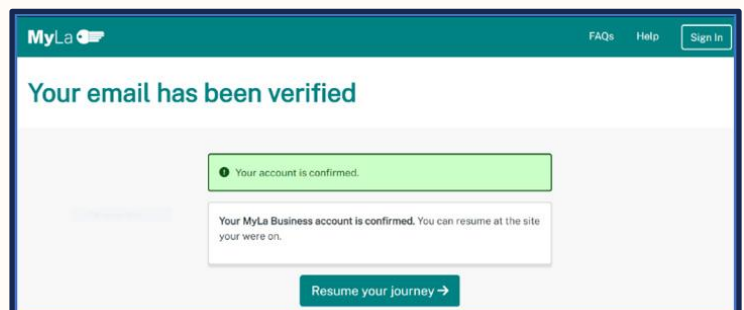 MyLa
FAQs Help Sign In
Your email has been verified
Your account is confirmed.
Your MyLa Business account is confirmed. You can resume at the site
your were on.
Resume your journey →